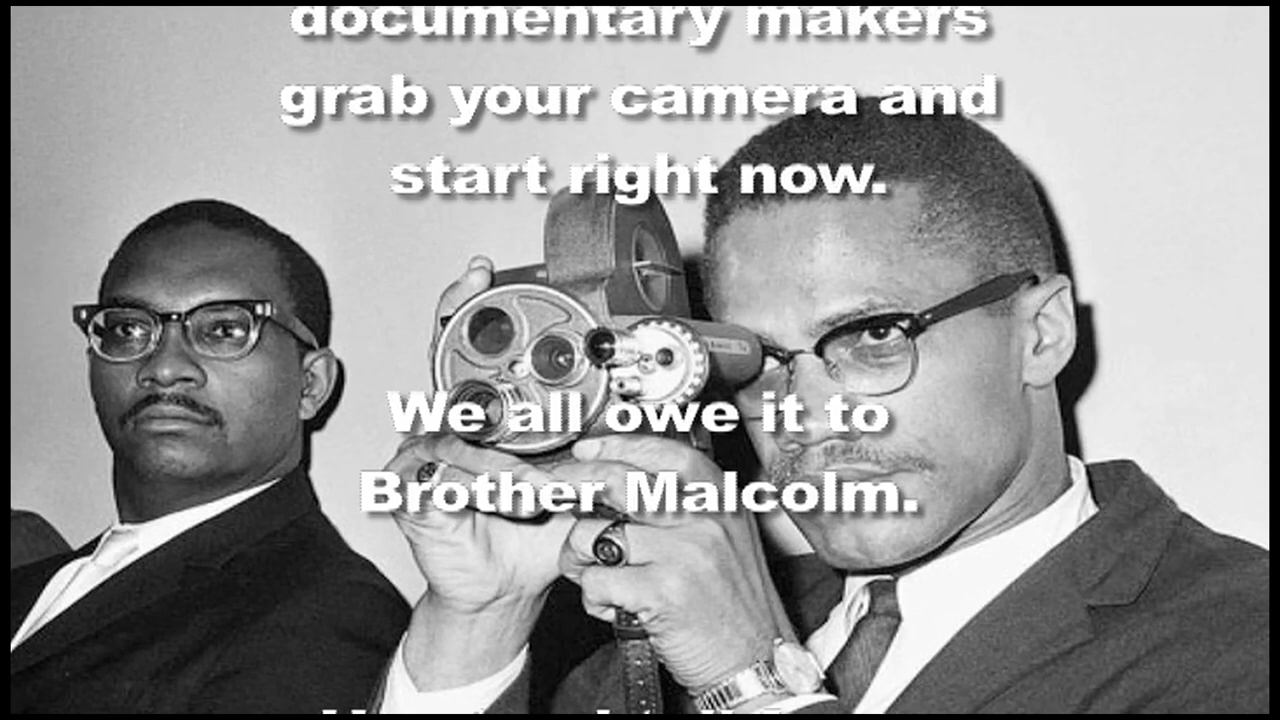 documentary makers
grab your camera and
start right now.
We all owe it to
Brother Malcolm.